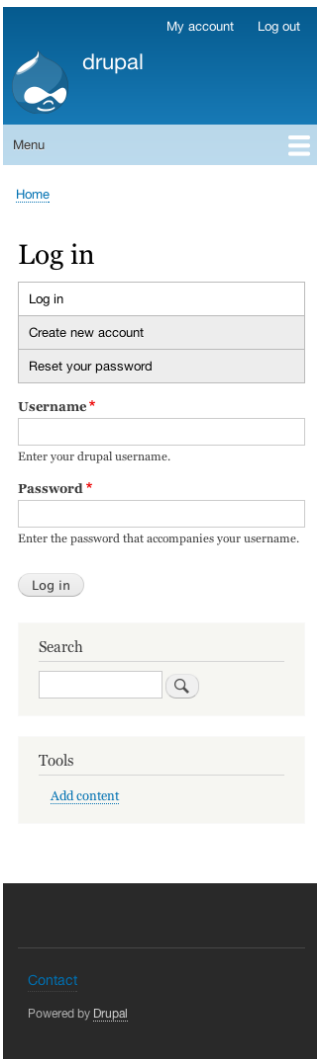 My account Log out
drupal
Menu
Home
Log in
Log in
Create new account
Reset your password
Username*
Enter your drupal username.
Password*
Enter the password that accompanies your username.
Log in
Search
Tools
Add content
Contact
Powered by Drupal